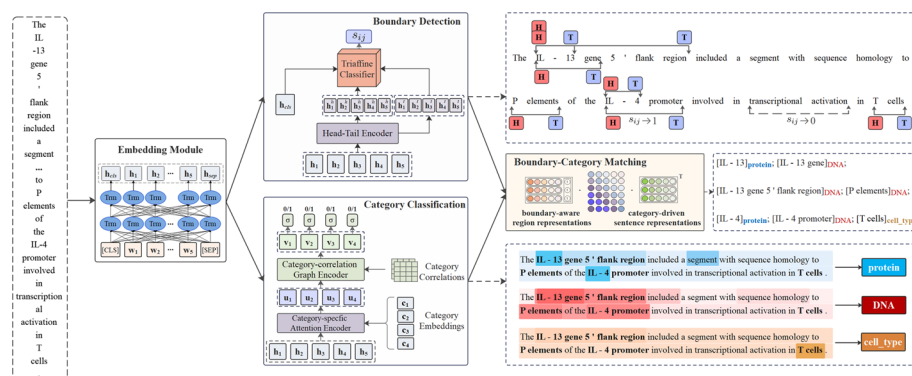 The
IL
-13
gene
5
'
flank
region
included
a
segment
...
to
P
elements
of the
IL-4
promoter
involved
in
transcriptional
activation
in
T
cells
.
Embedding Module
h_cls h_1 h_2 ... h_5 h_sep
Trm Trm Trm Trm Trm
Trm Trm Trm Trm Trm
[CLS] w_1 w_2 ... w_5 [SEP]
Boundary Detection
s_ij
Triaffine
Classifier
h_cls
Head-Tail Encoder
h_1 h_2 h_3 h_4 h_5
Category Classification
0/1 0/1 0/1 0/1
σ σ σ σ
v_1 v_2 v_3 v_4
Category-correlation
Graph Encoder
Category
Correlations
u_1 u_2 u_3 u_4
Category-specfic
Attention Encoder
c_1
c_2
c_3
c_4
Category
Embeddings
h_1 h_2 h_3 h_4 h_5
H
H T T
The IL - 13 gene 5 ' flank region included a segment with sequence homology to
H T H T
P elements of the IL - 4 promoter involved in transcriptional activation in T cells
H T s_ij→1 H T s_ij→0 H T
Boundary-Category Matching
T
boundary-aware
region representations
category-driven
sentence representations
[IL - 13]protein; [IL - 13 gene]DNA;
[IL - 13 gene 5 ' flank region]DNA; [P elements]DNA;
[IL - 4]protein; [IL - 4 promoter]DNA; [T cells]cell_type
The IL - 13 gene 5 ' flank region included a segment with sequence homology to
P elements of the IL - 4 promoter involved in transcriptional activation in T cells .
protein
The IL - 13 gene 5 ' flank region included a segment with sequence homology to
P elements of the IL - 4 promoter involved in transcriptional activation in T cells .
DNA
The IL - 13 gene 5 ' flank region included a segment with sequence homology to
P elements of the IL - 4 promoter involved in transcriptional activation in T cells .
cell_type